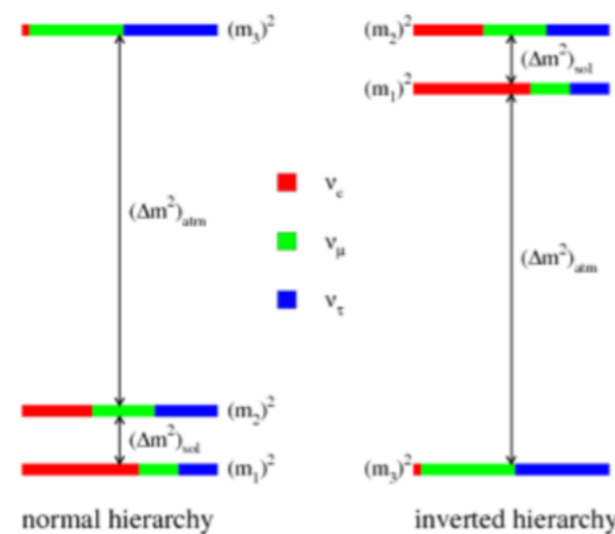 (m₃)²
(m₂)²
(Δm²)sol
(m₁)²
(Δm²)atm
νe
(Δm²)atm
νμ
ντ
(m₂)²
(Δm²)sol
(m₁)²
(m₃)²
normal hierarchy
inverted hierarchy